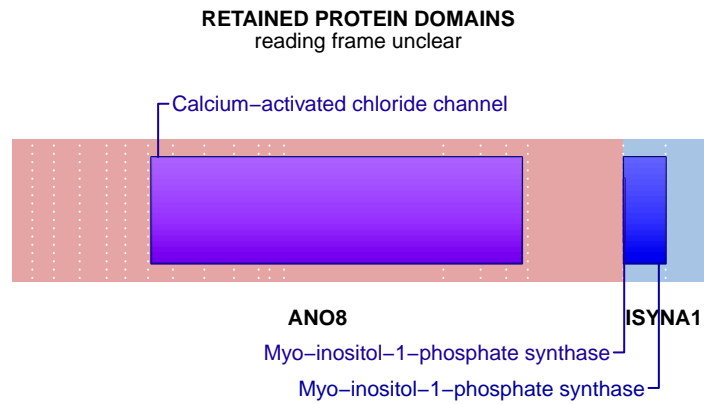 RETAINED PROTEIN DOMAINS
reading frame unclear
Calcium−activated chloride channel
ANO8
ISYNA1
Myo−inositol−1−phosphate synthase
Myo−inositol−1−phosphate synthase